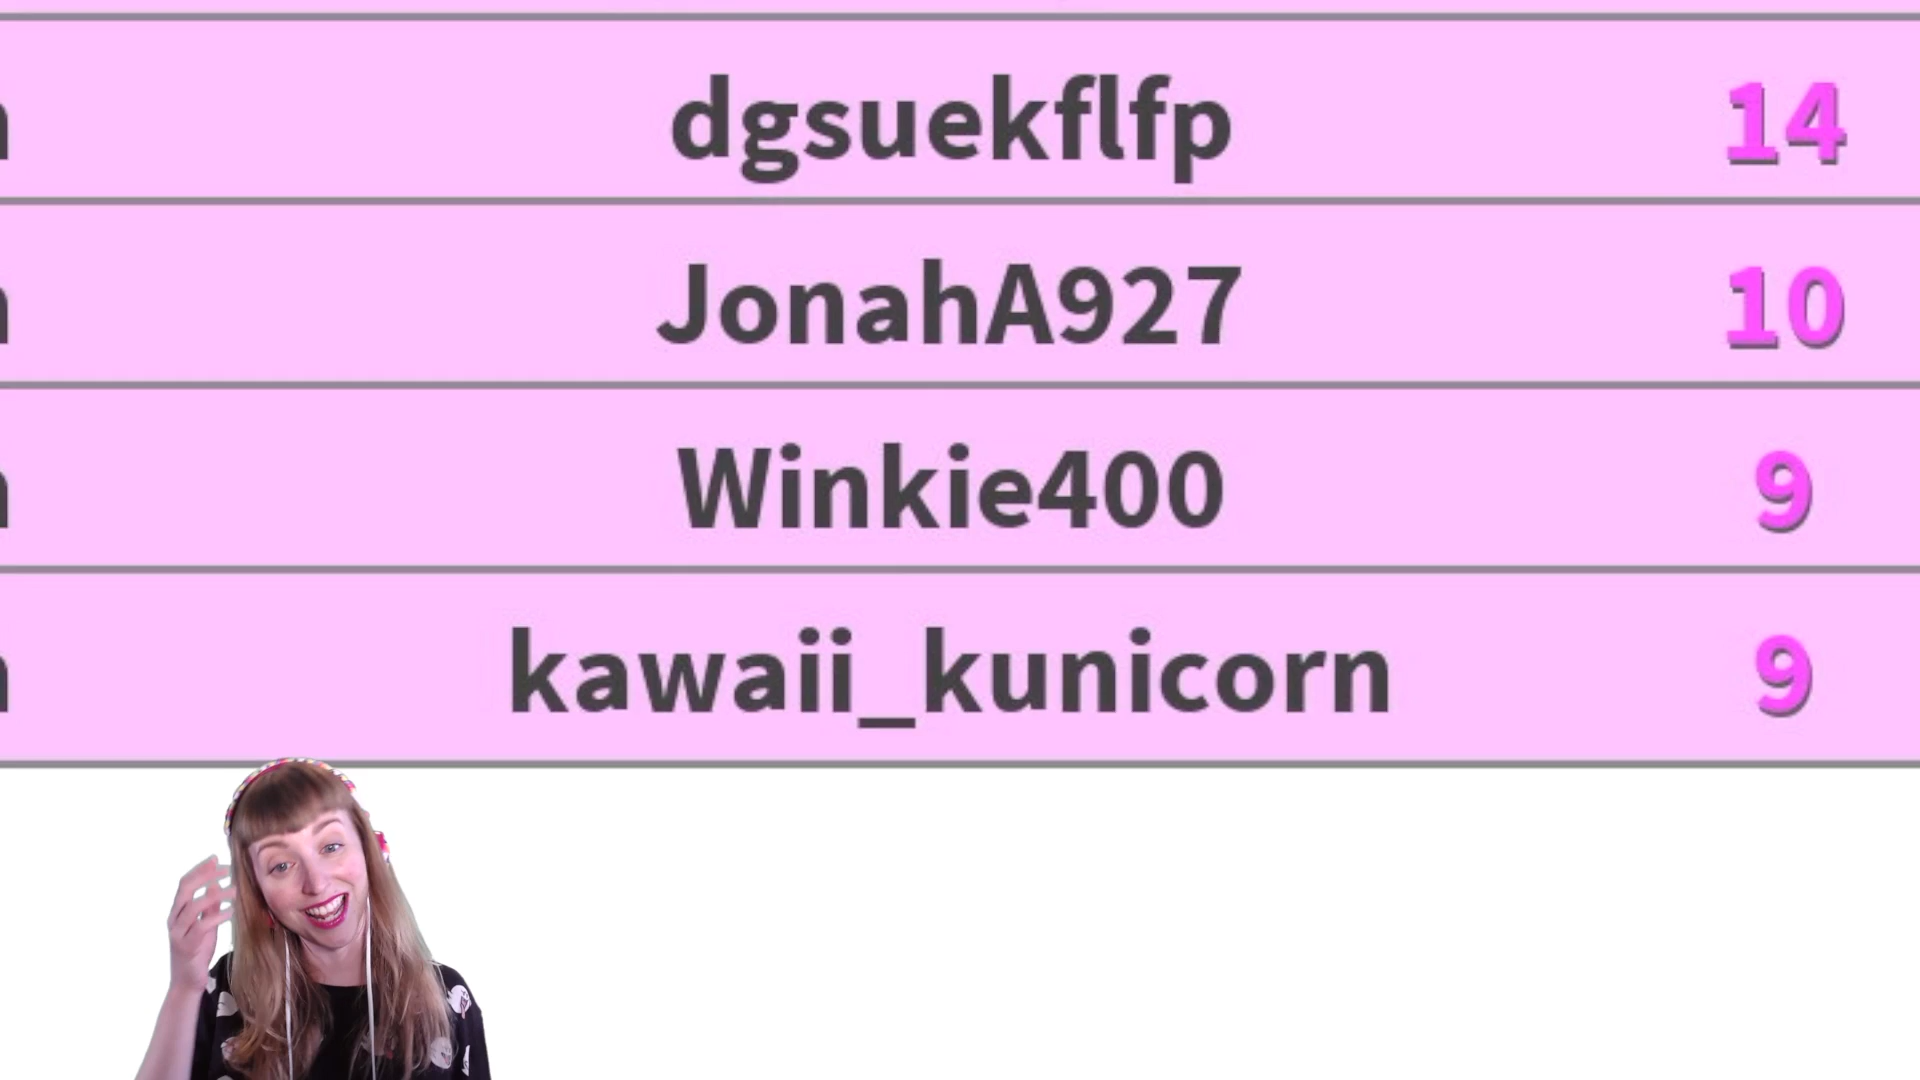 dgsuekflfp 14
JonahA927 10
Winkie400 9
kawaii_kunicorn 9